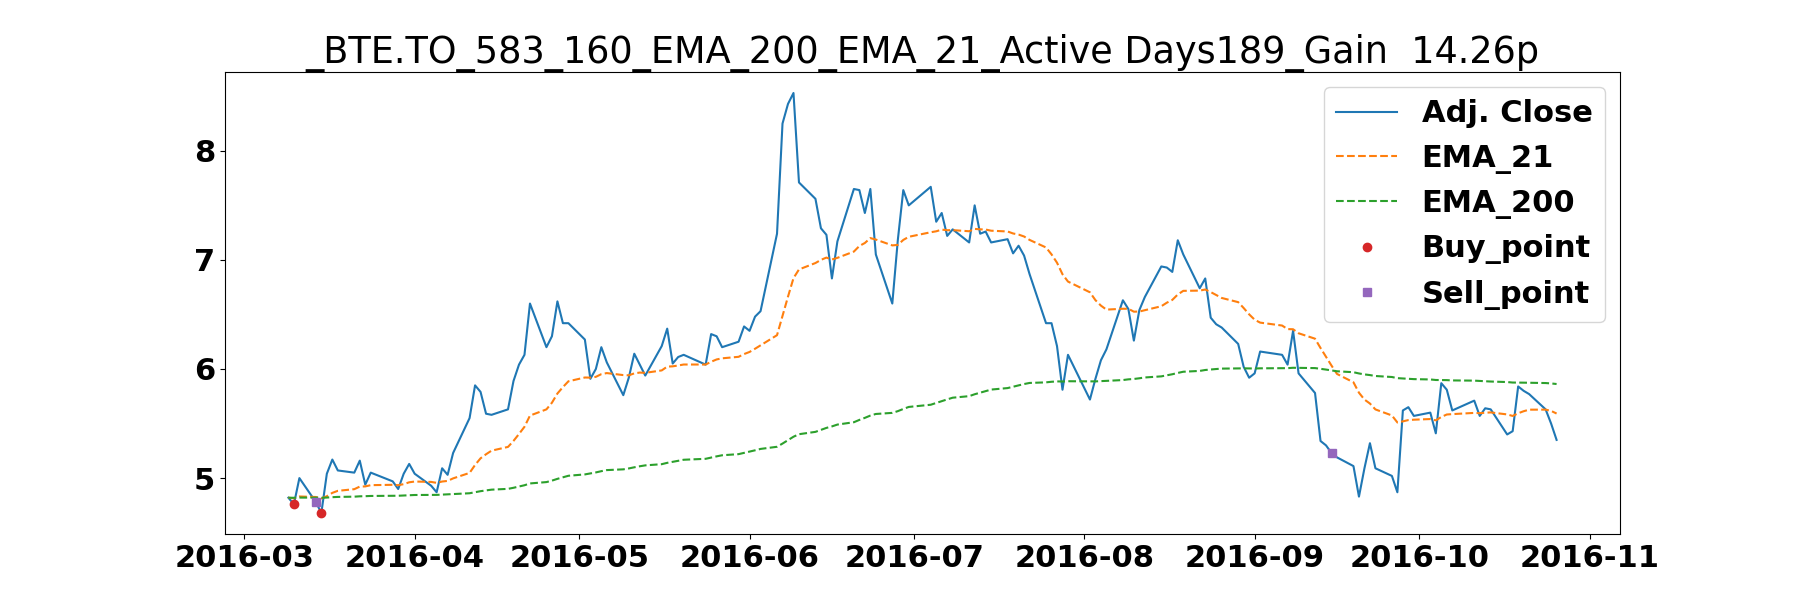 _BTE.TO_583_160_EMA_200_EMA_21_Active Days189_Gain  14.26p
Adj. Close
EMA_21
EMA_200
Buy_point
Sell_point
8
7
6
5
2016-03 2016-04 2016-05 2016-06 2016-07 2016-08 2016-09 2016-10 2016-11